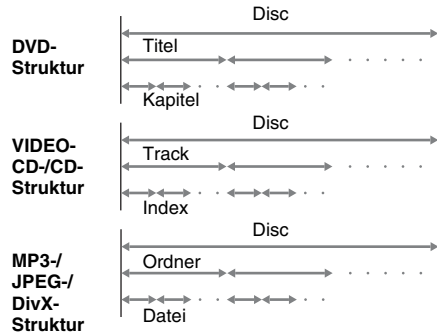 Disc
DVD-
Struktur
Titel
Kapitel
Disc
VIDEO-
CD-/CD-
Struktur
Track
Index
Disc
MP3-/
JPEG-/
DivX-
Struktur
Ordner
Datei